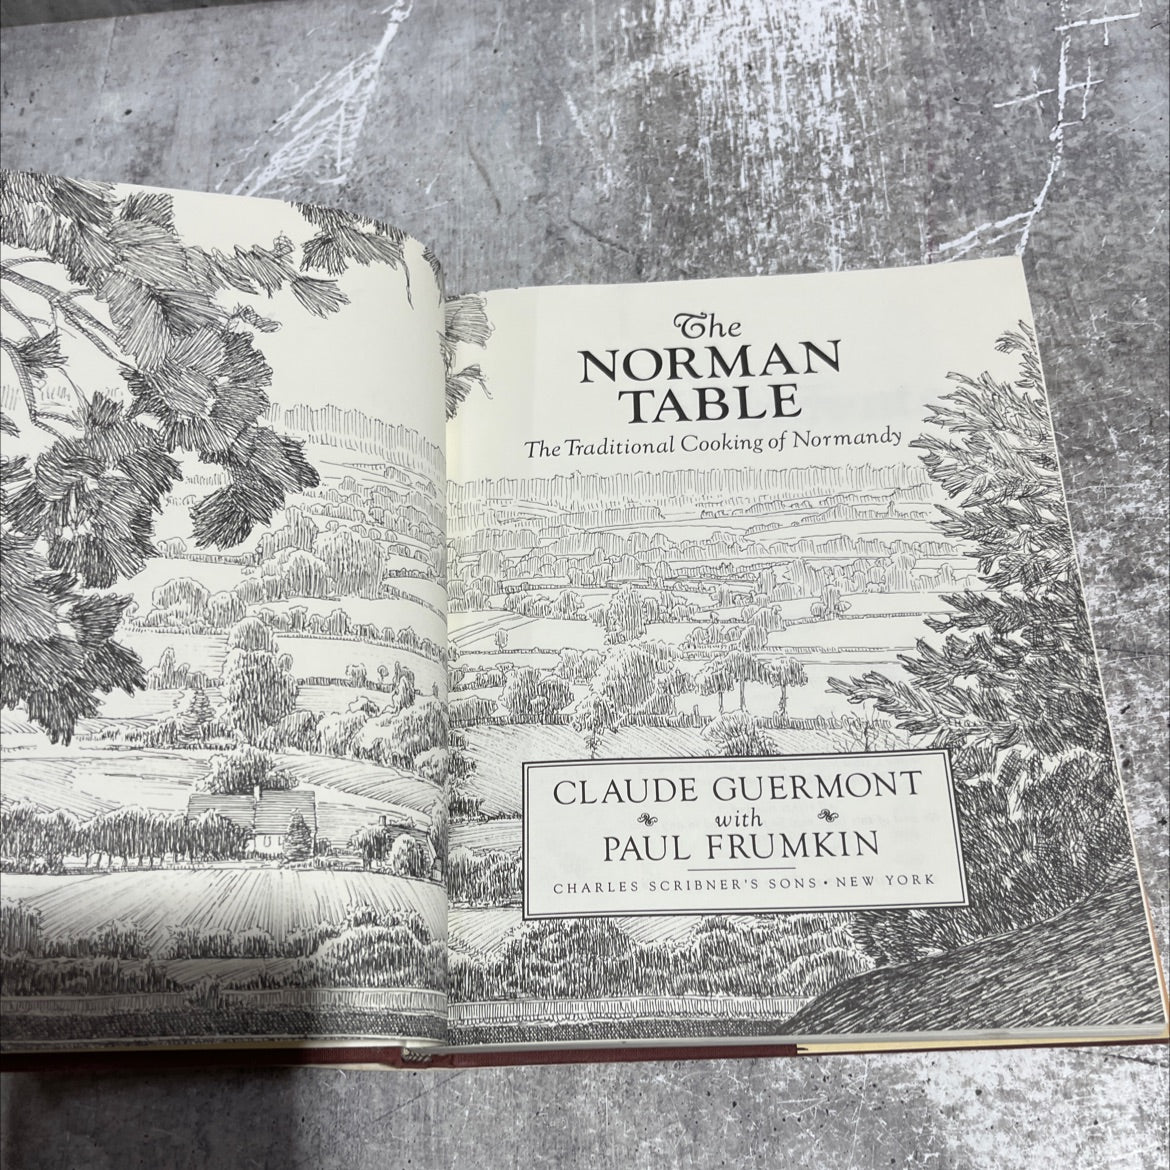 The
NORMAN
TABLE
The Traditional Cooking of Normandy
CLAUDE GUERMONT
with
PAUL FRUMKIN
CHARLES SCRIBNER'S SONS • NEW YORK